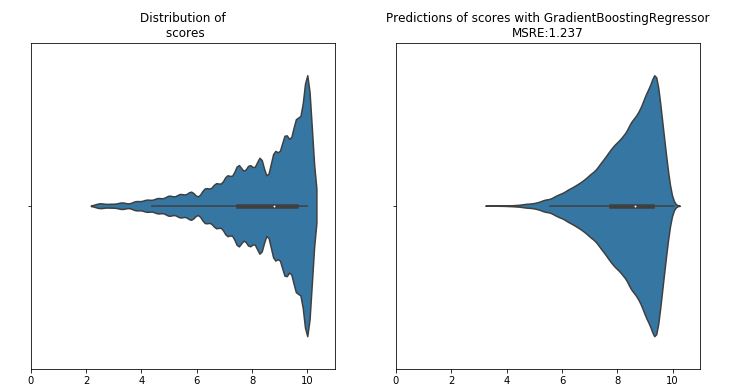 Distribution of
scores
Predictions of scores with GradientBoostingRegressor
MSRE:1.237
0 2 4 6 8 10
0 2 4 6 8 10